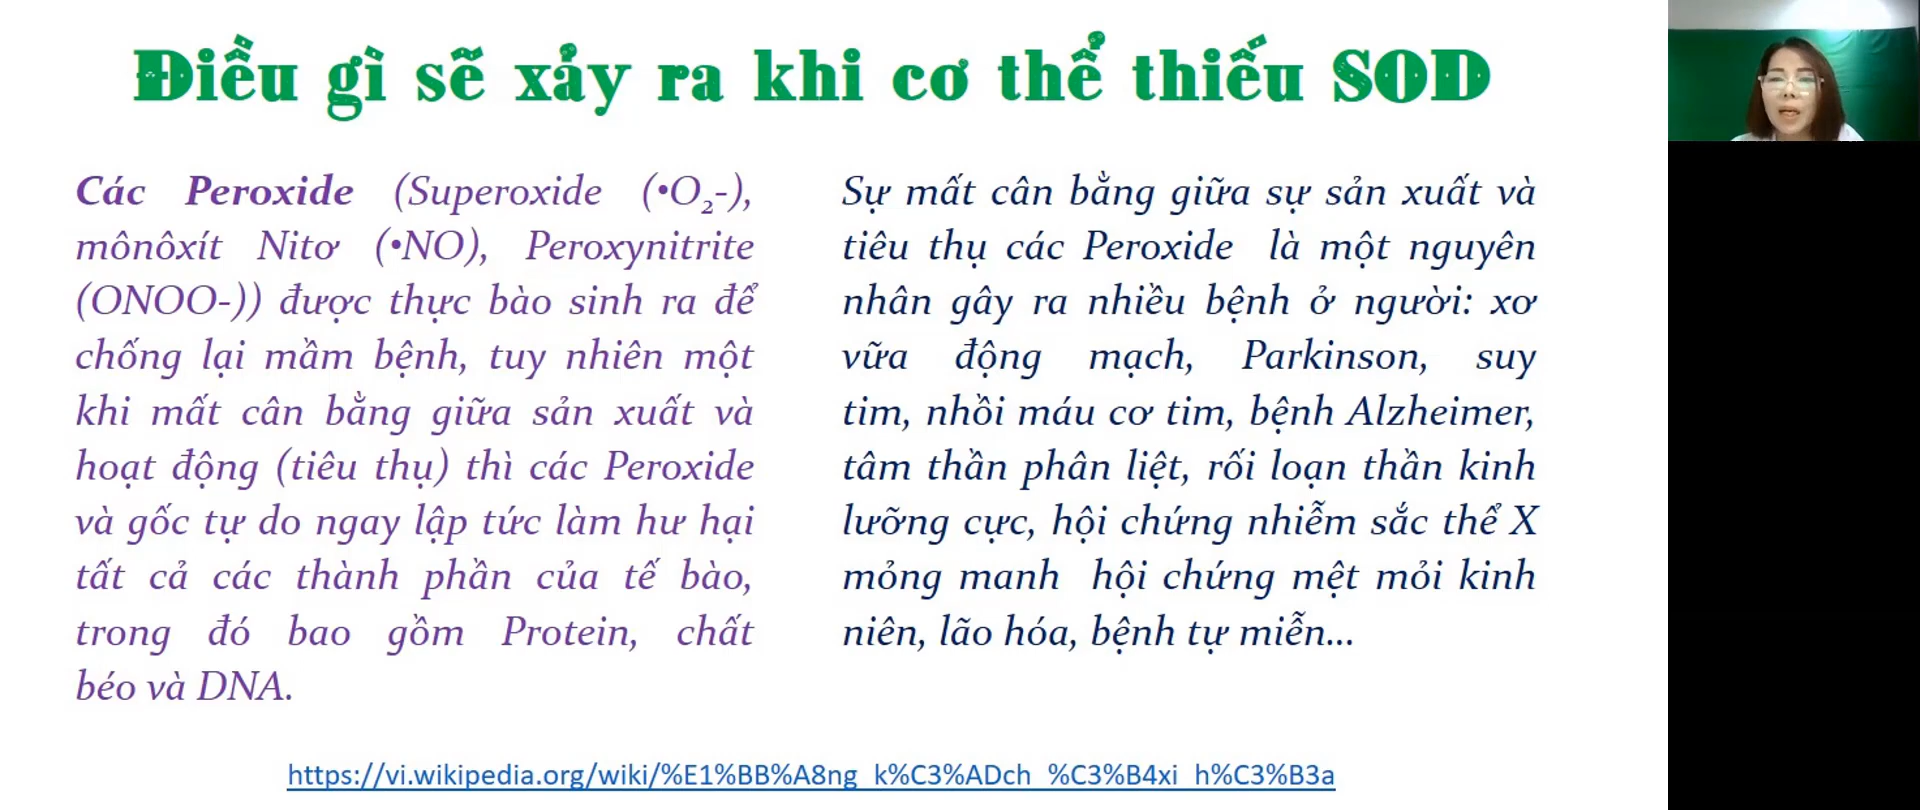 Điều gì sẽ xảy ra khi cơ thể thiếu SOD
Các Peroxide (Superoxide (•O₂-),
mônôxít Nitơ (•NO), Peroxynitrite
(ONOO-)) được thực bào sinh ra để
chống lại mầm bệnh, tuy nhiên một
khi mất cân bằng giữa sản xuất và
hoạt động (tiêu thụ) thì các Peroxide
và gốc tự do ngay lập tức làm hư hại
tất cả các thành phần của tế bào,
trong đó bao gồm Protein, chất
béo và DNA.
Sự mất cân bằng giữa sự sản xuất và
tiêu thụ các Peroxide là một nguyên
nhân gây ra nhiều bệnh ở người: xơ
vữa động mạch, Parkinson, suy
tim, nhồi máu cơ tim, bệnh Alzheimer,
tâm thần phân liệt, rối loạn thần kinh
lưỡng cực, hội chứng nhiễm sắc thể X
mỏng manh hội chứng mệt mỏi kinh
niên, lão hóa, bệnh tự miễn...
https://vi.wikipedia.org/wiki/%E1%BB%A8ng_k%C3%ADch_%C3%B4xi_h%C3%B3a